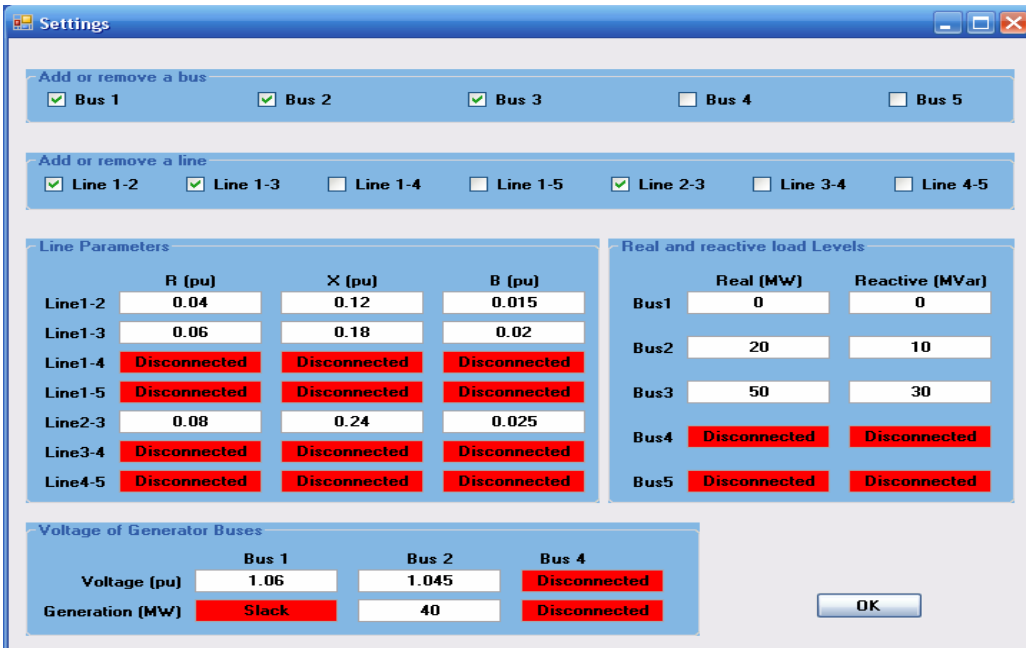 Settings
Add or remove a bus
Bus 1 Bus 2 Bus 3 Bus 4 Bus 5
Add or remove a line
Line 1-2 Line 1-3 Line 1-4 Line 1-5 Line 2-3 Line 3-4 Line 4-5
Line Parameters
R (pu) X (pu) B (pu)
Line1-2 0.04 0.12 0.015
Line1-3 0.06 0.18 0.02
Line1-4 Disconnected Disconnected Disconnected
Line1-5 Disconnected Disconnected Disconnected
Line2-3 0.08 0.24 0.025
Line3-4 Disconnected Disconnected Disconnected
Line4-5 Disconnected Disconnected Disconnected
Real and reactive load Levels
Real (MW) Reactive (MVar)
Bus1 0 0
Bus2 20 10
Bus3 50 30
Bus4 Disconnected Disconnected
Bus5 Disconnected Disconnected
Voltage of Generator Buses
Bus 1 Bus 2 Bus 4
Voltage (pu) 1.06 1.045 Disconnected
Generation (MW) Slack 40 Disconnected
OK